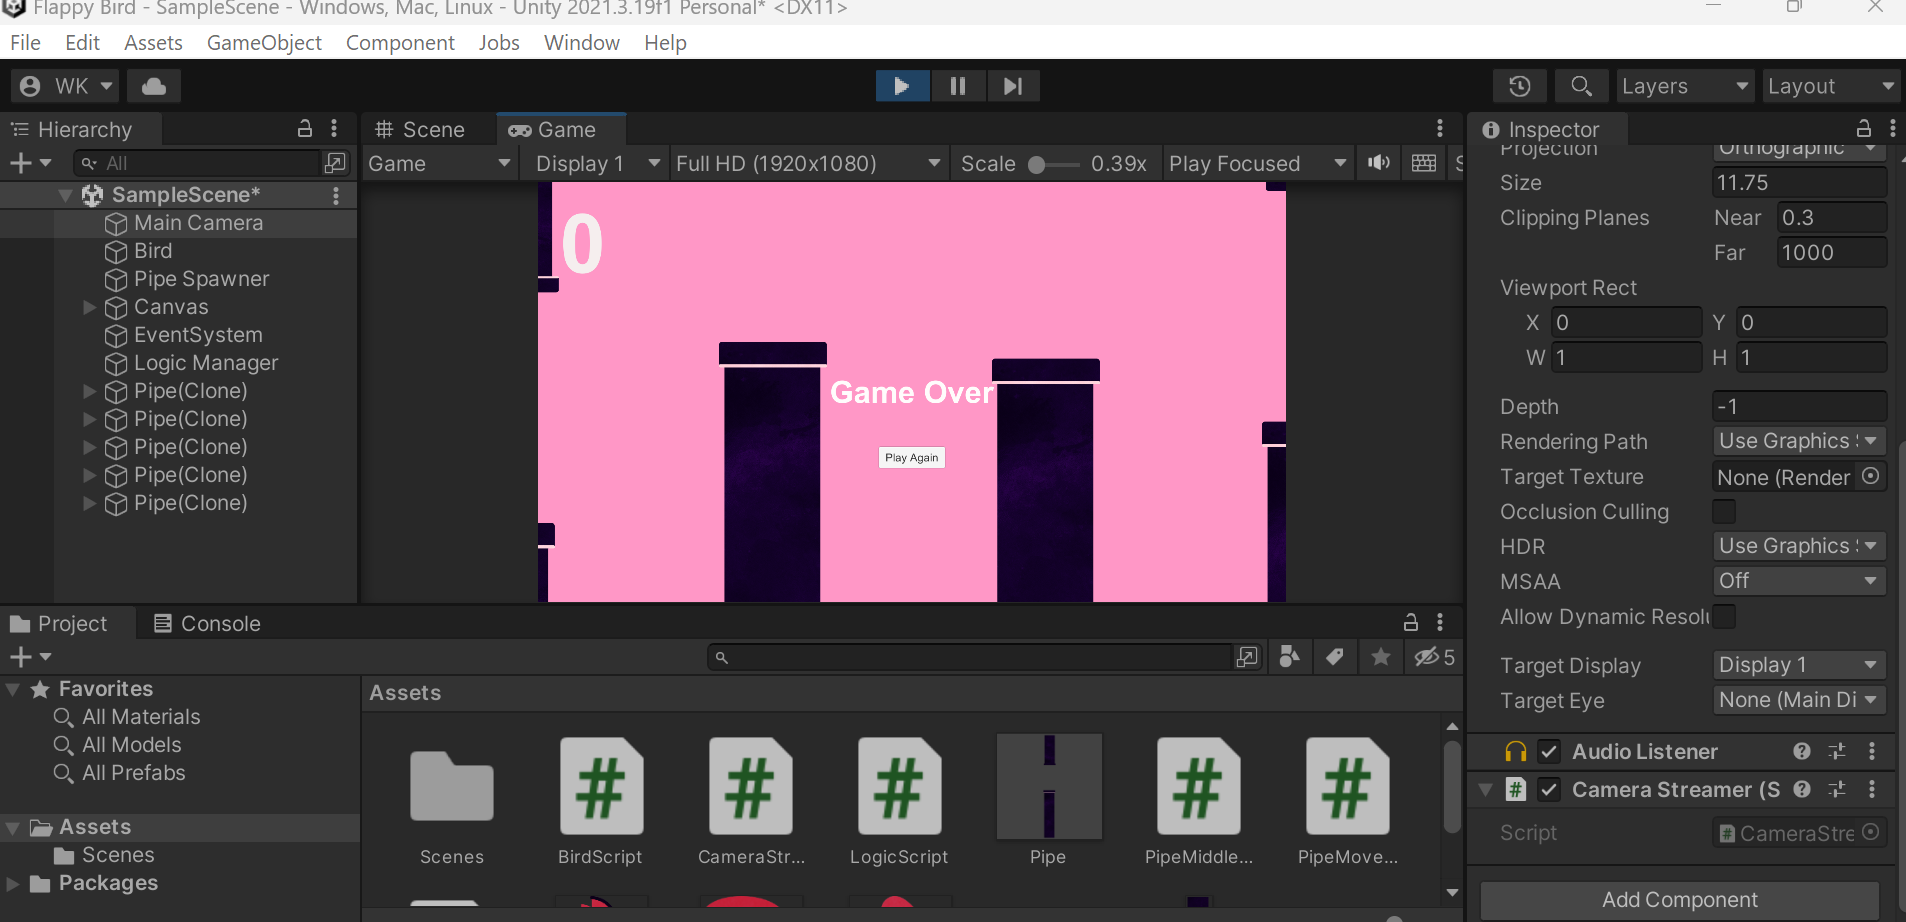 Flappy Bird - SampleScene - Windows, Mac, Linux - Unity 2021.3.19f1 Personal* <DX11>
File Edit Assets GameObject Component Jobs Window Help
WK
Layers
Layout
Hierarchy
All
SampleScene*
Main Camera
Bird
Pipe Spawner
Canvas
EventSystem
Logic Manager
Pipe(Clone)
Pipe(Clone)
Pipe(Clone)
Pipe(Clone)
Pipe(Clone)
Scene
Game
Game
Display 1
Full HD (1920x1080)
Scale
0.39x
Play Focused
S
0
Game Over
Play Again
Inspector
Projection
Orthographic
Size
11.75
Clipping Planes
Near
0.3
Far
1000
Viewport Rect
X
0
Y
0
W
1
H
1
Depth
-1
Rendering Path
Use Graphics
Target Texture
None (Render
Occlusion Culling
HDR
Use Graphics
MSAA
Off
Allow Dynamic Resolu
Target Display
Display 1
Target Eye
None (Main Di
Audio Listener
Camera Streamer (S
Script
# CameraStre
Add Component
Project
Console
5
Favorites
All Materials
All Models
All Prefabs
Assets
Scenes
Packages
Assets
Scenes
BirdScript
CameraStr...
LogicScript
Pipe
PipeMiddle...
PipeMove...